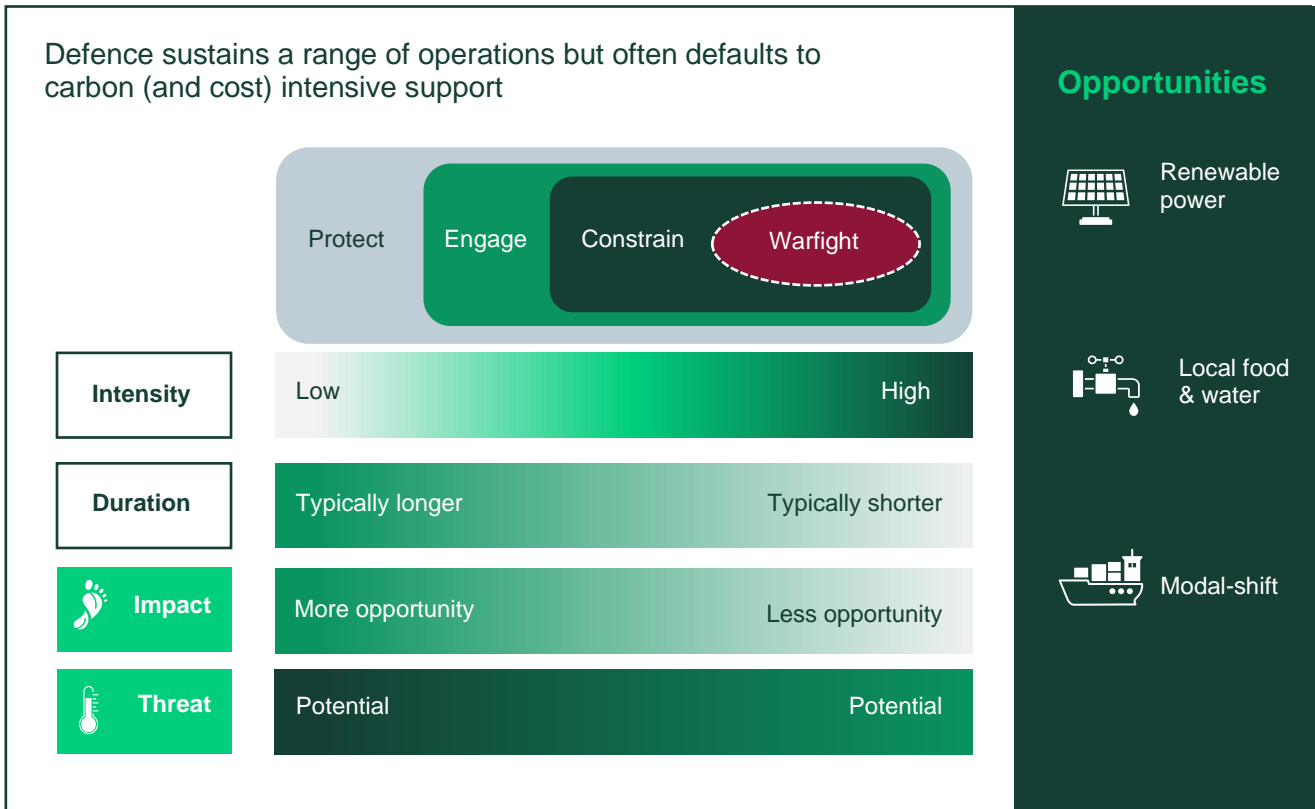 Defence sustains a range of operations but often defaults to
carbon (and cost) intensive support
Protect
Engage
Constrain
Warfight
Intensity
Low
High
Duration
Typically longer
Typically shorter
Impact
More opportunity
Less opportunity
Threat
Potential
Potential
Opportunities
Renewable
power
Local food
& water
Modal-shift